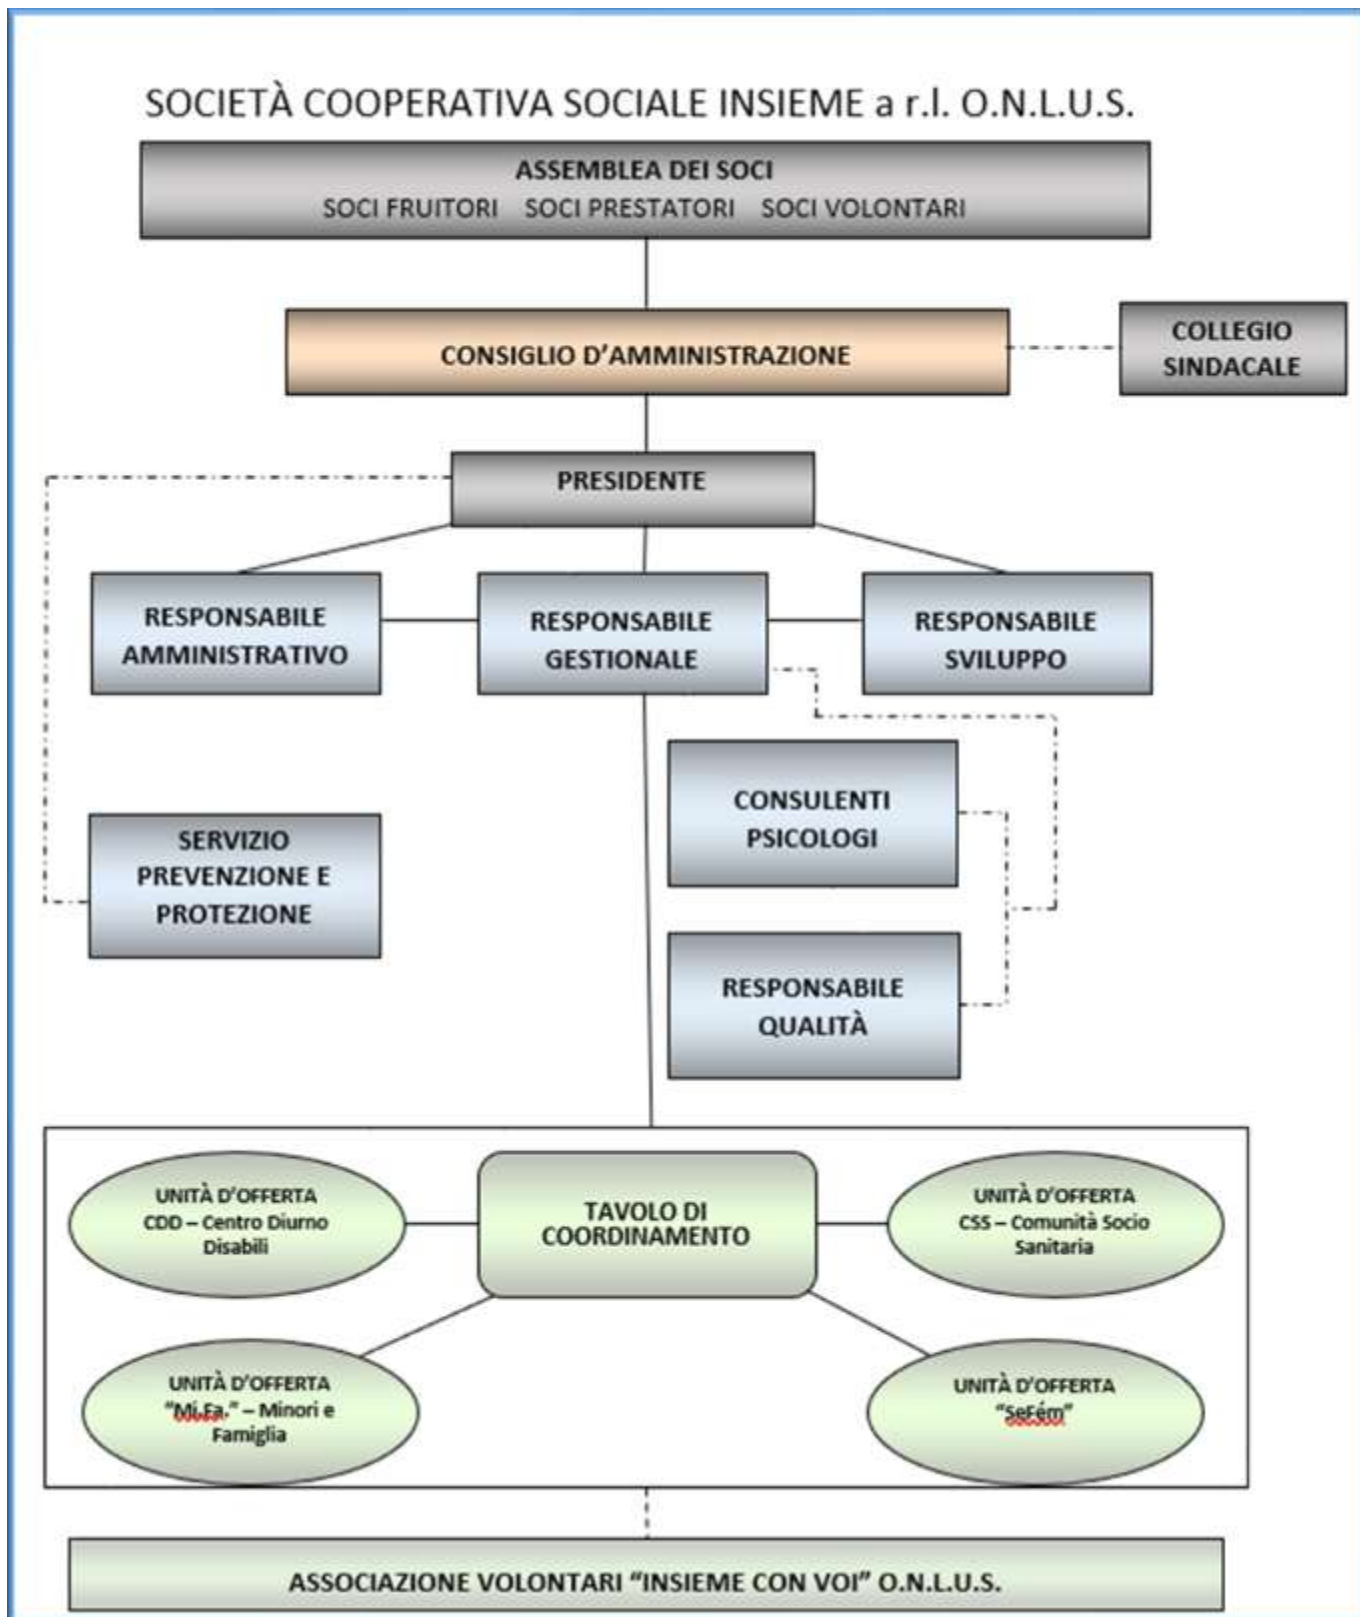 SOCIETÀ COOPERATIVA SOCIALE INSIEME a r.l. O.N.L.U.S.
ASSEMBLEA DEI SOCI
SOCI FRUITORI SOCI PRESTATORI SOCI VOLONTARI
CONSIGLIO D’AMMINISTRAZIONE
COLLEGIO
SINDACALE
PRESIDENTE
RESPONSABILE
AMMINISTRATIVO
RESPONSABILE
GESTIONALE
RESPONSABILE
SVILUPPO
CONSULENTI
PSICOLOGI
SERVIZIO
PREVENZIONE E
PROTEZIONE
RESPONSABILE
QUALITÀ
UNITÀ D’OFFERTA
CDD – Centro Diurno
Disabili
TAVOLO DI
COORDINAMENTO
UNITÀ D’OFFERTA
CSS – Comunità Socio
Sanitaria
UNITÀ D’OFFERTA
“Mi.Fa.” – Minori e
Famiglia
UNITÀ D’OFFERTA
“SeFém”
ASSOCIAZIONE VOLONTARI “INSIEME CON VOI” O.N.L.U.S.